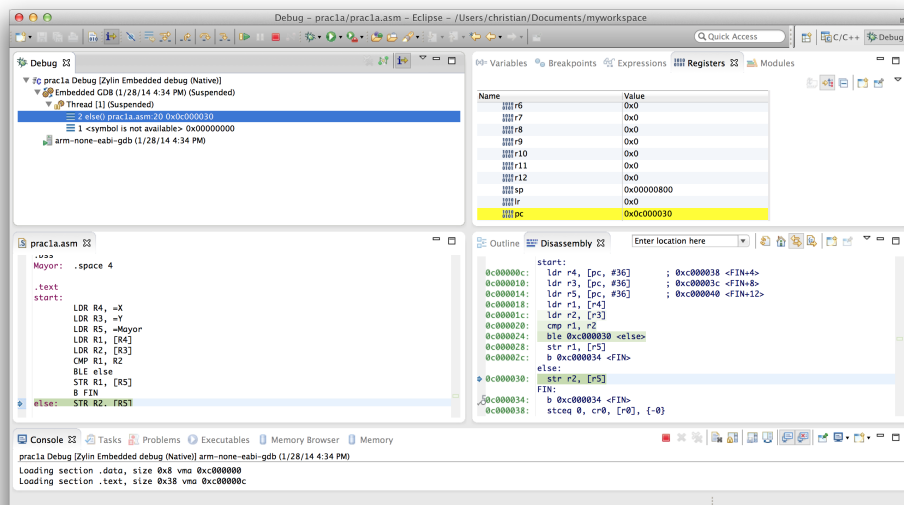 Debug – prac1a/prac1a.asm – Eclipse – /Users/christian/Documents/myworkspace
Quick Access
C/C++
Debug
Debug
prac1a Debug [Zylin Embedded debug (Native)]
Embedded GDB (1/28/14 4:34 PM) (Suspended)
Thread [1] (Suspended)
2 else() prac1a.asm:20 0x0c000030
1 <symbol is not available> 0x00000000
arm-none-eabi-gdb (1/28/14 4:34 PM)
Variables Breakpoints Expressions Registers Modules
Name Value
r6 0x0
r7 0x0
r8 0x0
r9 0x0
r10 0x0
r11 0x0
r12 0x0
sp 0x00000800
lr 0x0
pc 0x0c000030
prac1a.asm
.bss
Mayor: .space 4
.text
start:
LDR R4, =X
LDR R3, =Y
LDR R5, =Mayor
LDR R1, [R4]
LDR R2, [R3]
CMP R1, R2
BLE else
STR R1, [R5]
B FIN
else: STR R2, [R5]
Outline Disassembly Enter location here
start:
0c00000c: ldr r4, [pc, #36] ; 0xc000038 <FIN+4>
0c000010: ldr r3, [pc, #36] ; 0xc00003c <FIN+8>
0c000014: ldr r5, [pc, #36] ; 0xc000040 <FIN+12>
0c000018: ldr r1, [r4]
0c00001c: ldr r2, [r3]
0c000020: cmp r1, r2
0c000024: ble 0xc000030 <else>
0c000028: str r1, [r5]
0c00002c: b 0xc000034 <FIN>
else:
0c000030: str r2, [r5]
FIN:
0c000034: b 0xc000034 <FIN>
0c000038: stceq 0, cr0, [r0], {-0}
Console Tasks Problems Executables Memory Browser Memory
prac1a Debug [Zylin Embedded debug (Native)] arm-none-eabi-gdb (1/28/14 4:34 PM)
Loading section .data, size 0x8 vma 0xc000000
Loading section .text, size 0x38 vma 0xc00000c